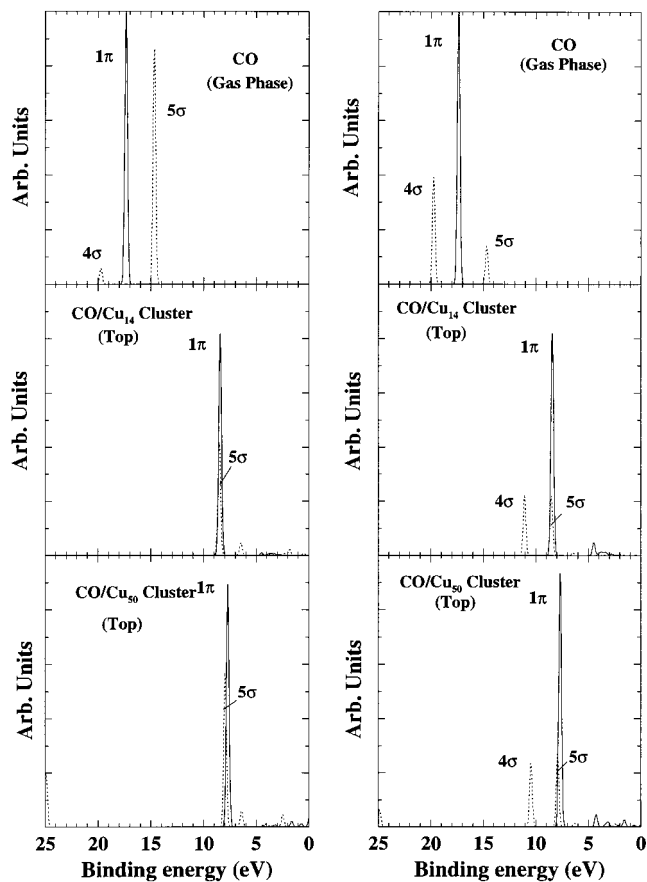 Arb. Units
1π
CO
(Gas Phase)
5σ
4σ
Arb. Units
1π
CO
(Gas Phase)
4σ
5σ
Arb. Units
CO/Cu14 Cluster
(Top)
1π
5σ
Arb. Units
CO/Cu14 Cluster
(Top)
1π
4σ
5σ
Arb. Units
CO/Cu50 Cluster
(Top)
1π
5σ
25 20 15 10 5 0
Binding energy (eV)
Arb. Units
CO/Cu50 Cluster
(Top)
1π
4σ
5σ
25 20 15 10 5 0
Binding energy (eV)